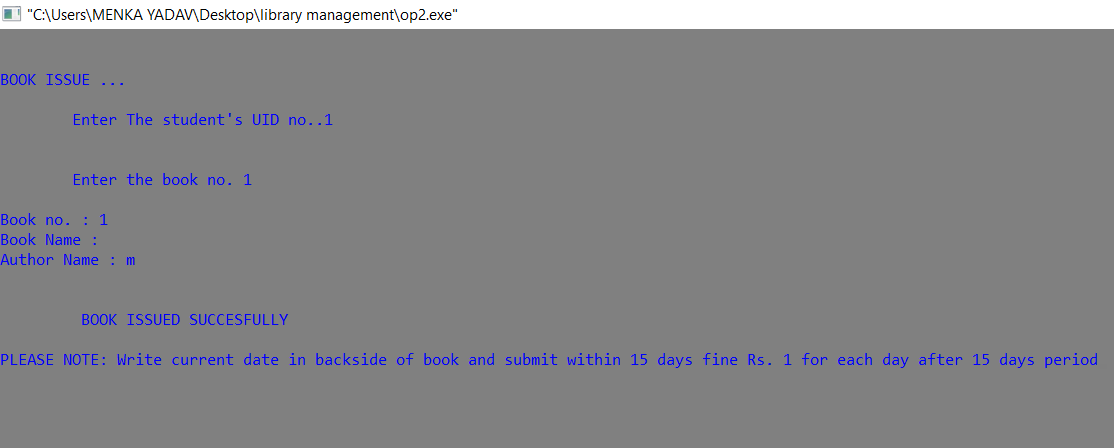 "C:\Users\MENKA YADAV\Desktop\library management\op2.exe"
BOOK ISSUE ...
Enter The student's UID no..1
Enter the book no. 1
Book no. : 1
Book Name :
Author Name : m
BOOK ISSUED SUCCESFULLY
PLEASE NOTE: Write current date in backside of book and submit within 15 days fine Rs. 1 for each day after 15 days period